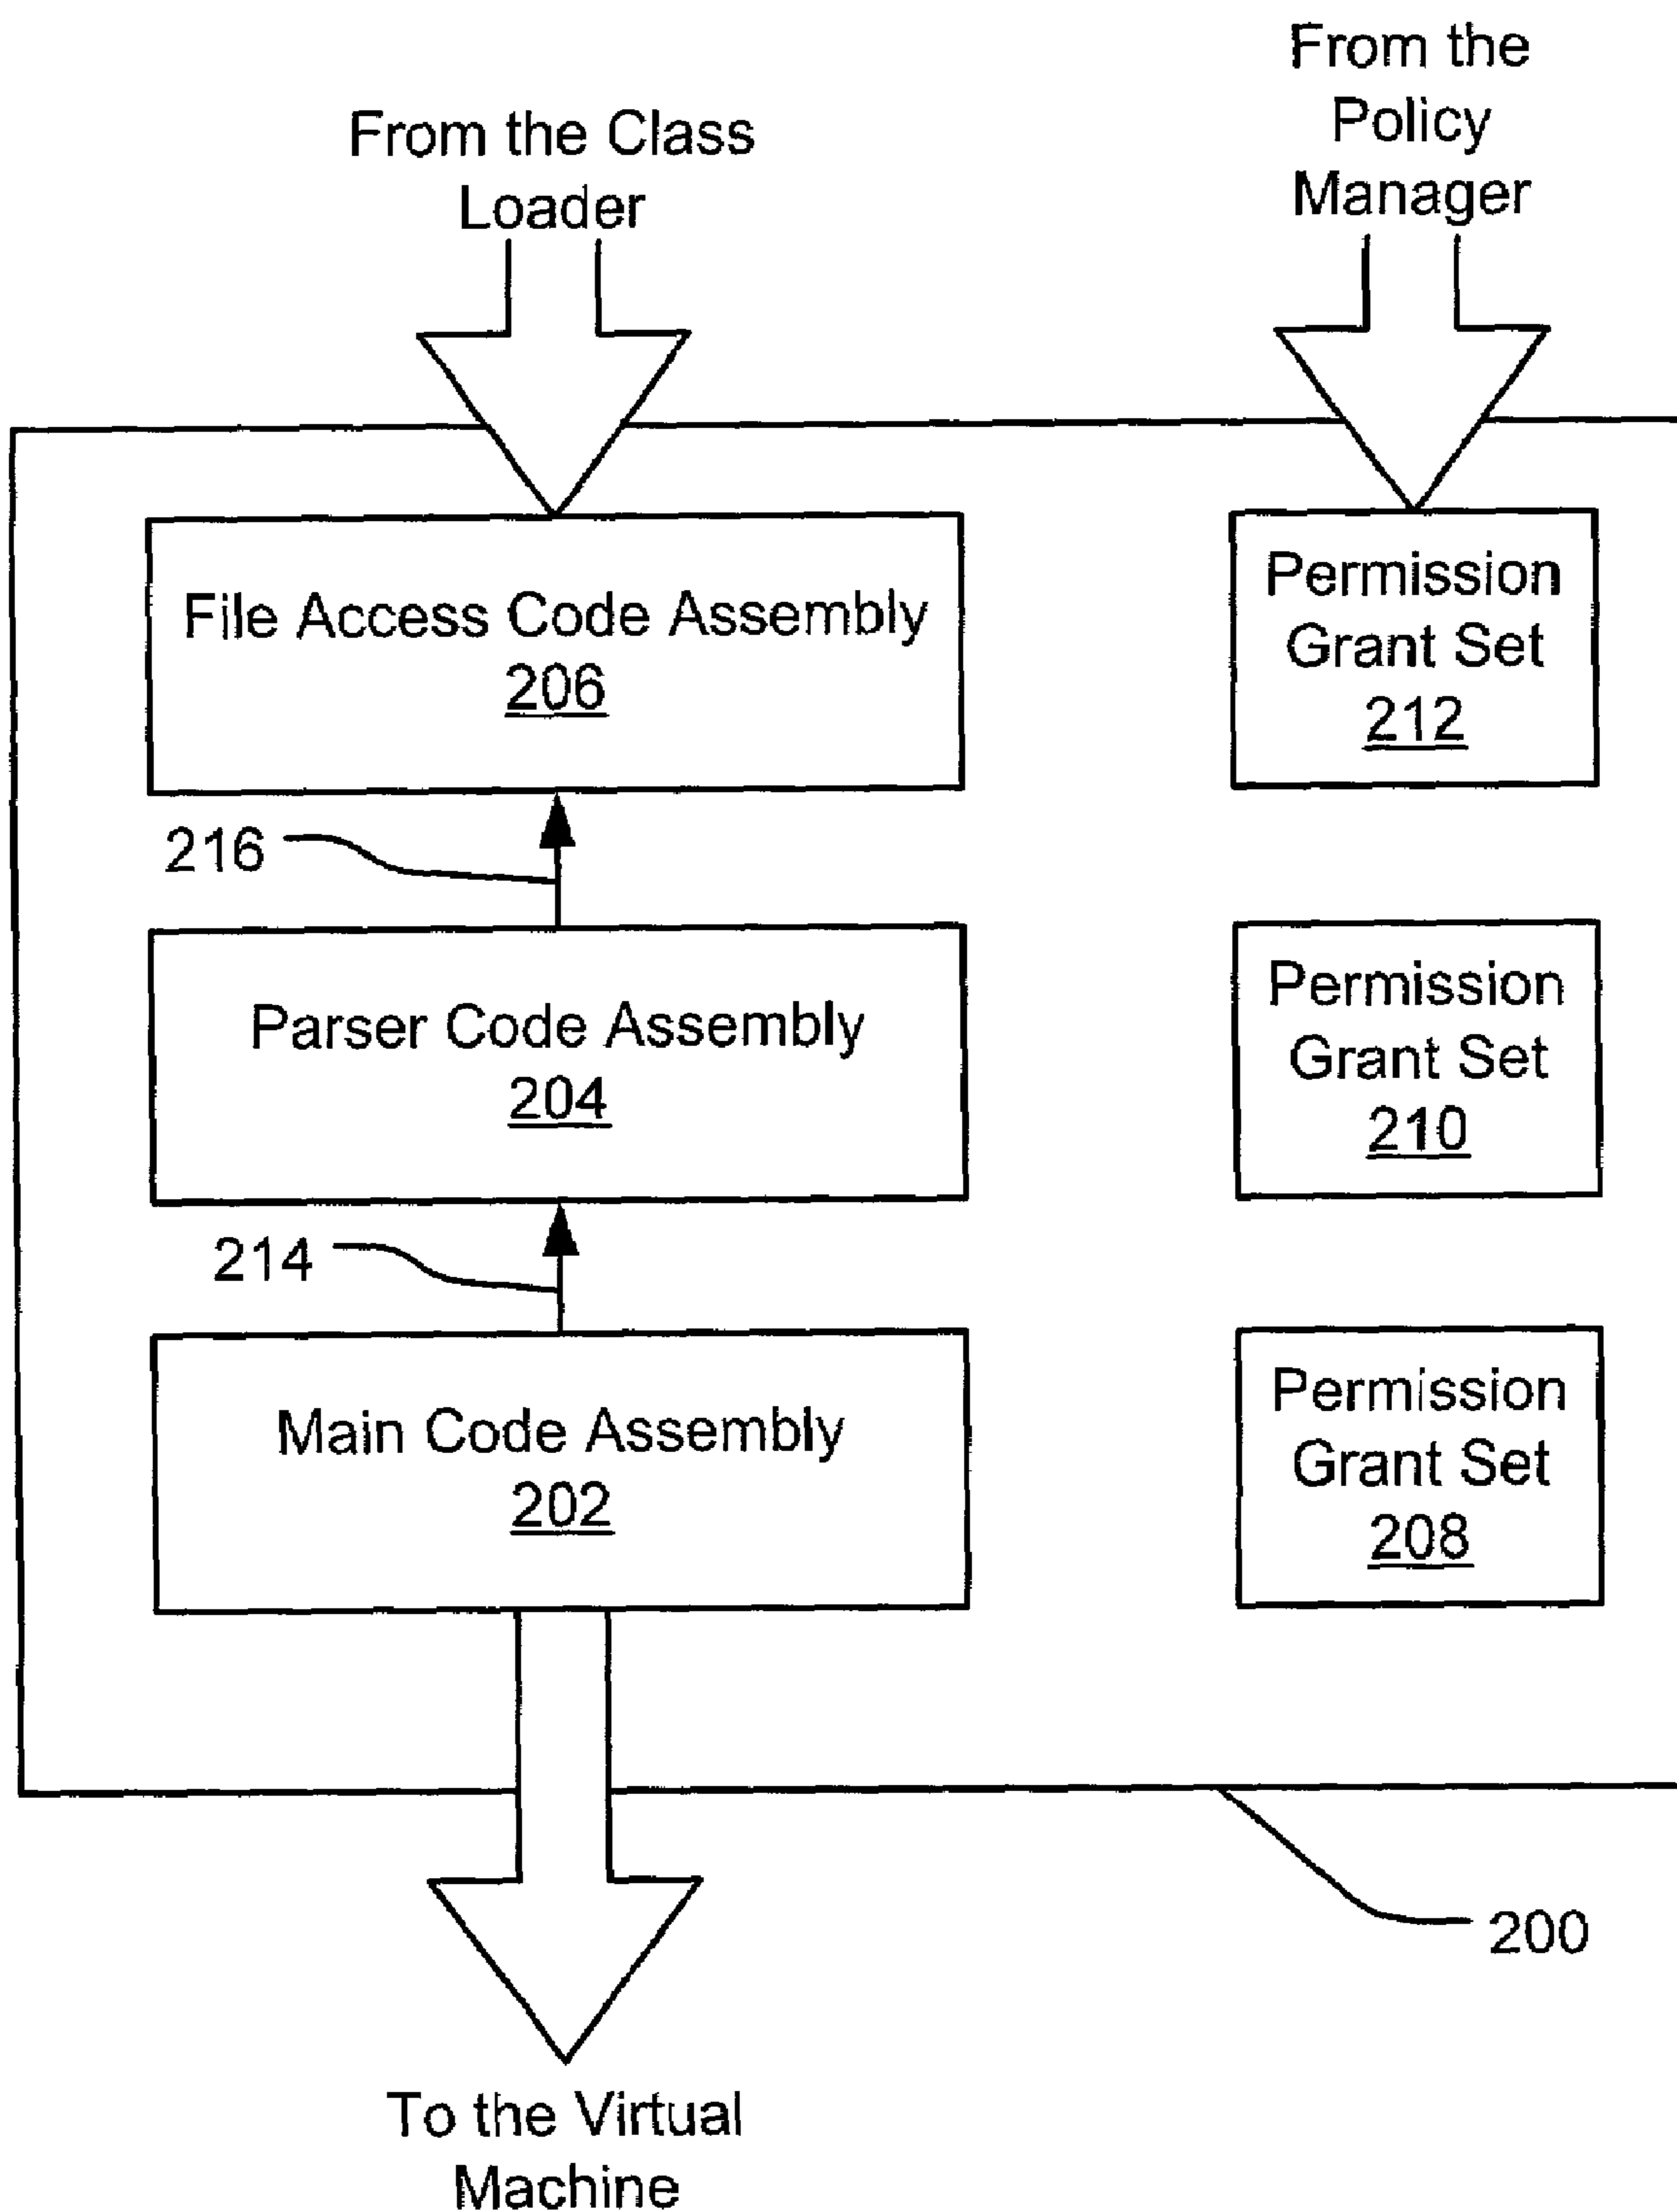 From the Class
Loader
From the
Policy
Manager
File Access Code Assembly
206
Permission
Grant Set
212
216
Parser Code Assembly
204
Permission
Grant Set
210
214
Main Code Assembly
202
Permission
Grant Set
208
200
To the Virtual
Machine